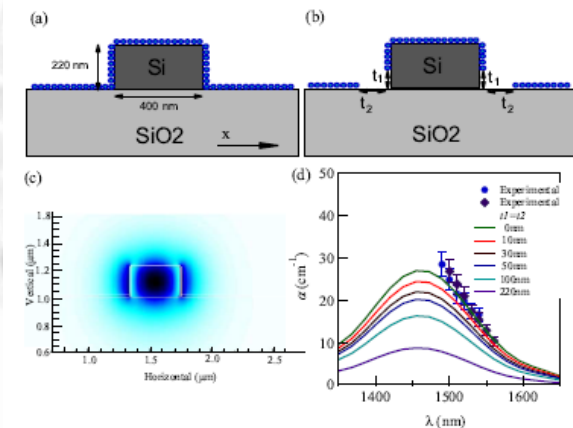 (a)
220 nm
Si
400 nm
SiO2
x
(b)
Si
t1
t1
t2
t2
SiO2
(c)
Vertical (μm)
1.8
1.6
1.4
1.2
1.0
0.8
0.6
1.0
1.5
2.0
2.5
Horizontal (μm)
(d)
α (cm-1)
50
40
30
20
10
0
1400
1500
1600
λ (nm)
Experimental
Experimental
t1=t2
0nm
10nm
30nm
50nm
100nm
220nm